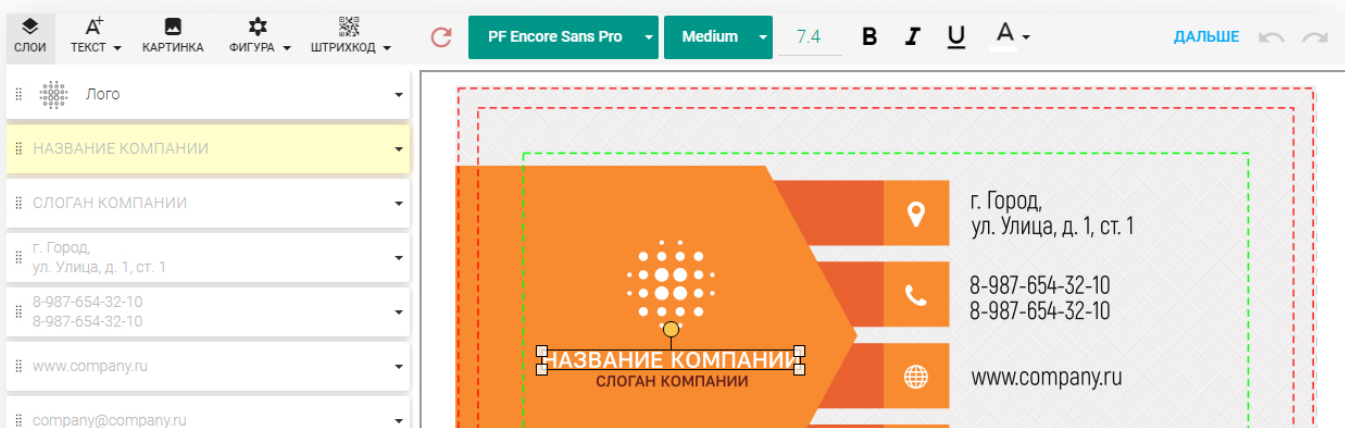 СЛОИ
ТЕКСТ
КАРТИНКА
ФИГУРА
ШТРИХКОД
PF Encore Sans Pro
Medium
7.4
B
I
U
A
ДАЛЬШЕ
Лого
НАЗВАНИЕ КОМПАНИИ
СЛОГАН КОМПАНИИ
г. Город,
ул. Улица, д. 1, ст. 1
8-987-654-32-10
8-987-654-32-10
www.company.ru
company@company.ru
НАЗВАНИЕ КОМПАНИИ
СЛОГАН КОМПАНИИ
г. Город,
ул. Улица, д. 1, ст. 1
8-987-654-32-10
8-987-654-32-10
www.company.ru